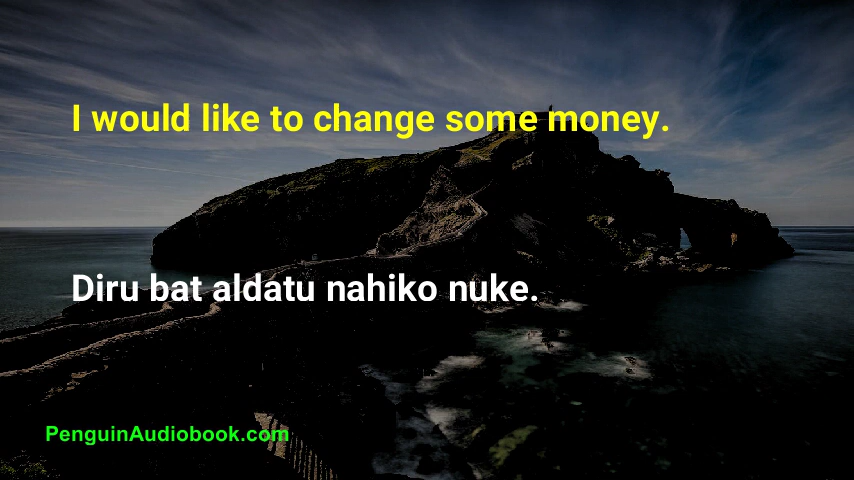 I would like to change some money.
Diru bat aldatu nahiko nuke.
PenguinAudiobook.com